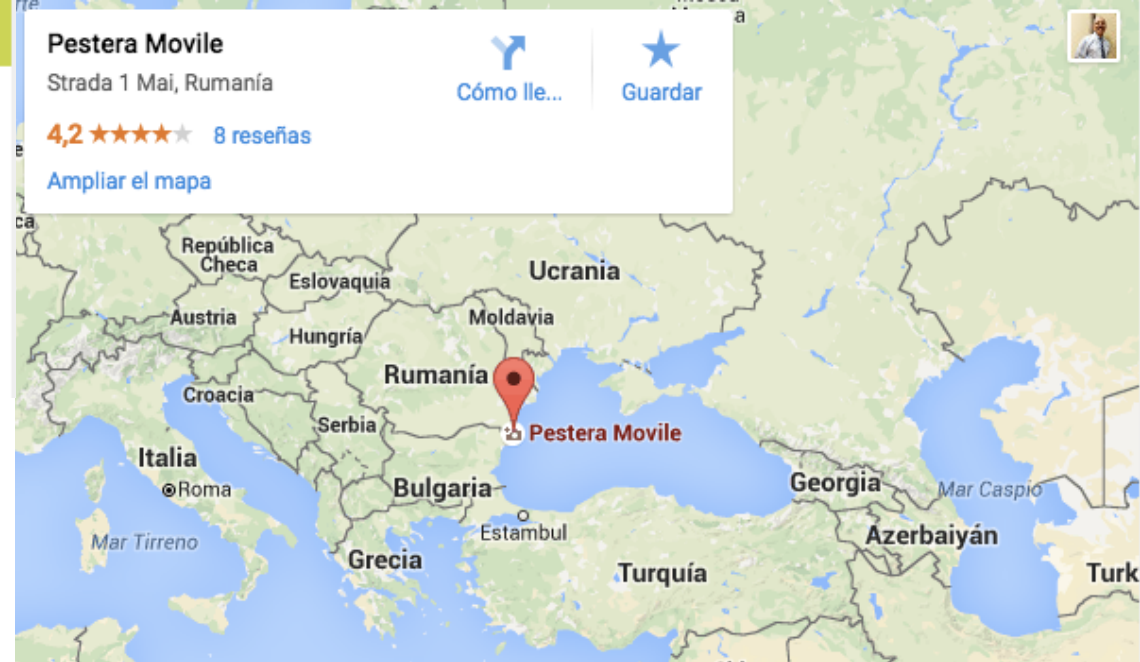 Pestera Movile
Strada 1 Mai, Rumanía
4,2
8 reseñas
Ampliar el mapa
Cómo lle...
Guardar
República
Checa
Eslovaquia
Ucrania
Austria
Hungría
Moldavia
Rumanía
Croacia
Serbia
Pestera Movile
Italia
Roma
Bulgaria
Georgia
Mar Caspio
Estambul
Azerbaiyán
Mar Tirreno
Grecia
Turquía
Turk